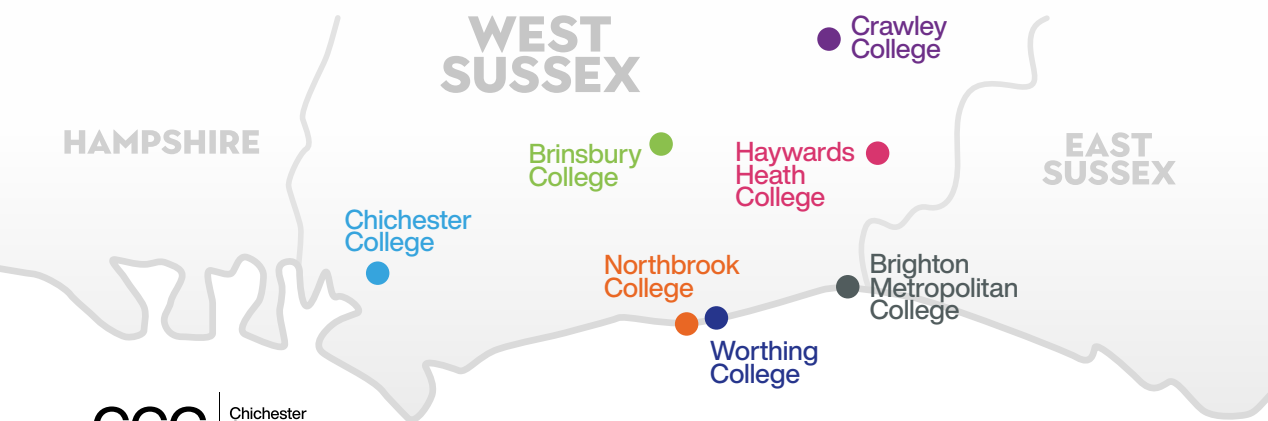 WEST
SUSSEX
Crawley
College
HAMPSHIRE
Brinsbury
College
Haywards
Heath
College
EAST
SUSSEX
Chichester
College
Northbrook
College
Brighton
Metropolitan
College
Worthing
College
Chichester